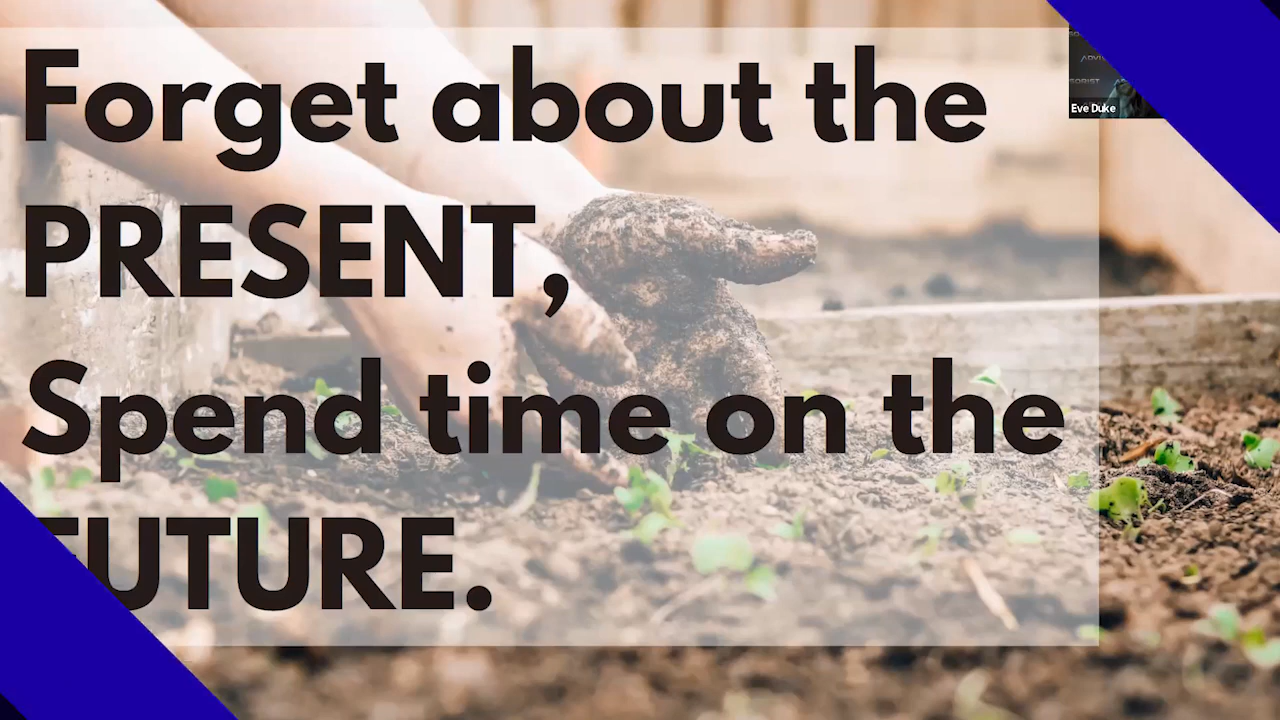 Forget about the
PRESENT,
Spend time on the
FUTURE.
Eve Duke